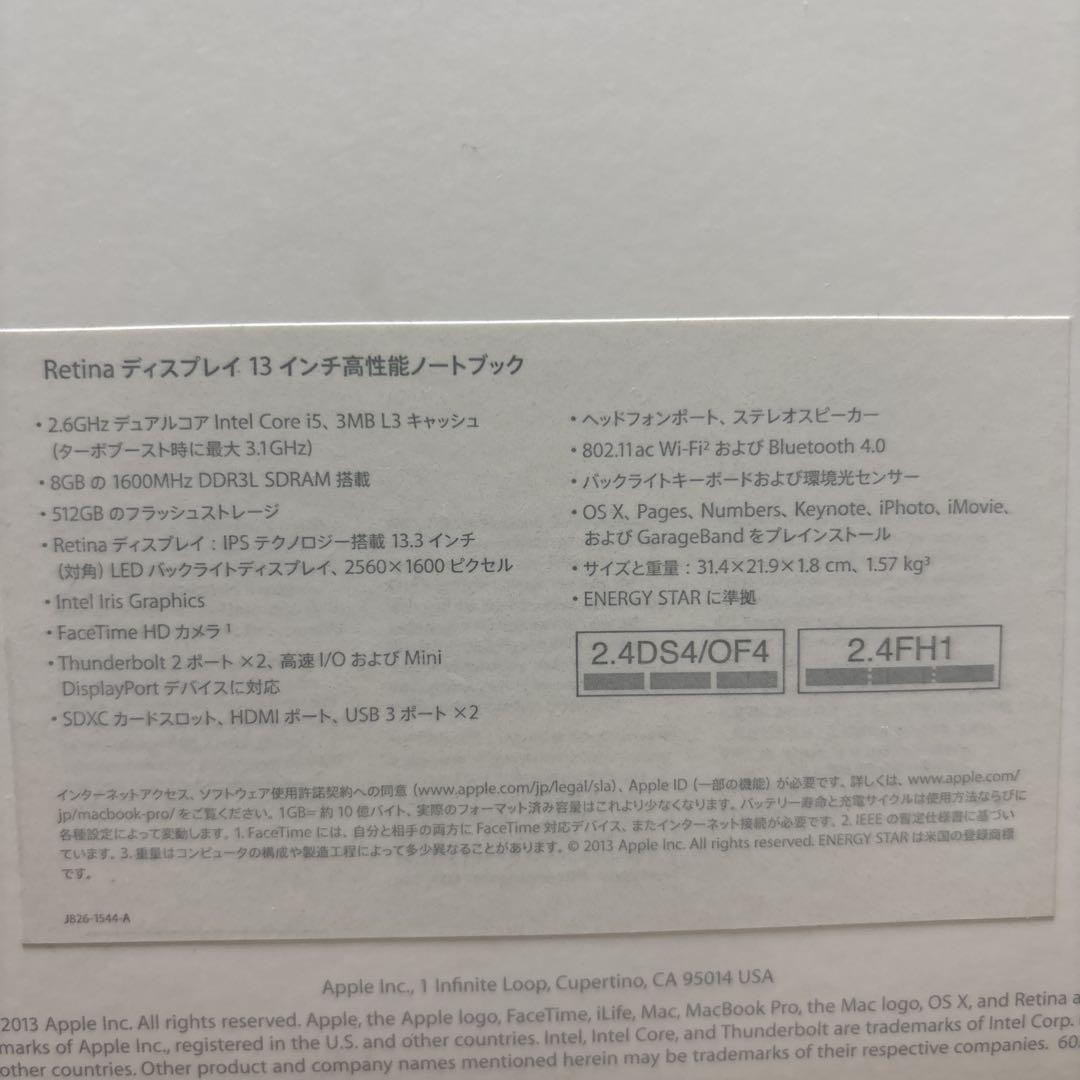 Retina ディスプレイ 13 インチ高性能ノートブック
・2.6GHz デュアルコア Intel Core i5、3MB L3 キャッシュ
(ターボブースト時に最大 3.1GHz)
・8GB の 1600MHz DDR3L SDRAM 搭載
・512GB のフラッシュストレージ
・Retina ディスプレイ：IPS テクノロジー搭載 13.3 インチ
(対角) LED バックライトディスプレイ、2560×1600 ピクセル
・Intel Iris Graphics
・FaceTime HD カメラ¹
・Thunderbolt 2 ポート ×2、高速 I/O および Mini
DisplayPort デバイスに対応
・SDXC カードスロット、HDMI ポート、USB 3 ポート ×2
・ヘッドフォンポート、ステレオスピーカー
・802.11ac Wi-Fi² および Bluetooth 4.0
・バックライトキーボードおよび環境光センサー
・OS X、Pages、Numbers、Keynote、iPhoto、iMovie、
および GarageBand をプレインストール
・サイズと重量：31.4×21.9×1.8 cm、1.57 kg³
・ENERGY STAR に準拠
2.4DS4/OF4
2.4FH1
インターネットアクセス、ソフトウェア使用許諾契約への同意 (www.apple.com/jp/legal/sla)、Apple ID (一部の機能) が必要です。詳しくは、www.apple.com/
jp/macbook-pro/ をご覧ください。1GB＝約 10 億バイト、実際のフォーマット済み容量はこれより少なくなります。バッテリー寿命と充電サイクルは使用方法ならびに
各種設定によって変動します。1. FaceTime には、自分と相手の両方に FaceTime 対応デバイス、またインターネット接続が必要です。2. IEEE の暫定仕様書に基づい
ています。3. 重量はコンピュータの構成や製造工程によって多少異なることがあります。© 2013 Apple Inc. All rights reserved. ENERGY STAR は米国の登録商標
です。
JB26-1544-A
Apple Inc., 1 Infinite Loop, Cupertino, CA 95014 USA
2013 Apple Inc. All rights reserved. Apple, the Apple logo, FaceTime, iLife, Mac, MacBook Pro, the Mac logo, OS X, and Retina a
marks of Apple Inc., registered in the U.S. and other countries. Intel, Intel Core, and Thunderbolt are trademarks of Intel Corp.
other countries. Other product and company names mentioned herein may be trademarks of their respective companies. 60